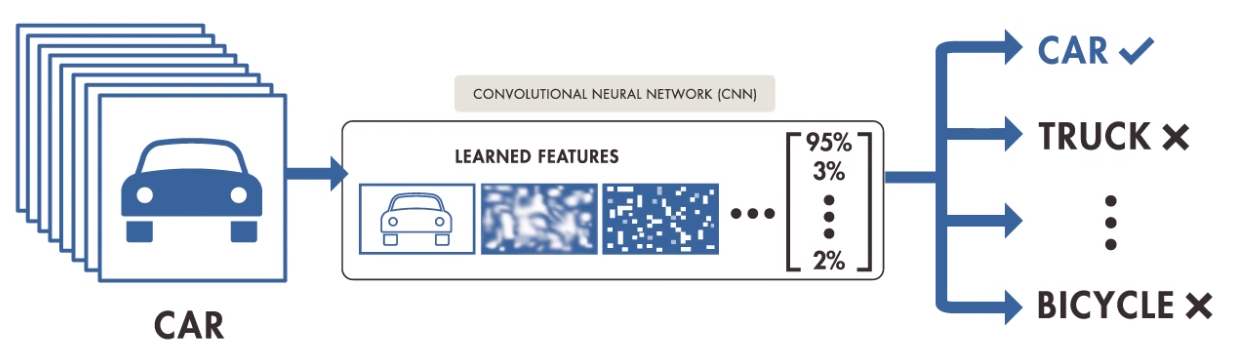 CAR
CONVOLUTIONAL NEURAL NETWORK (CNN)
LEARNED FEATURES
95%
3%
2%
CAR
TRUCK
BICYCLE